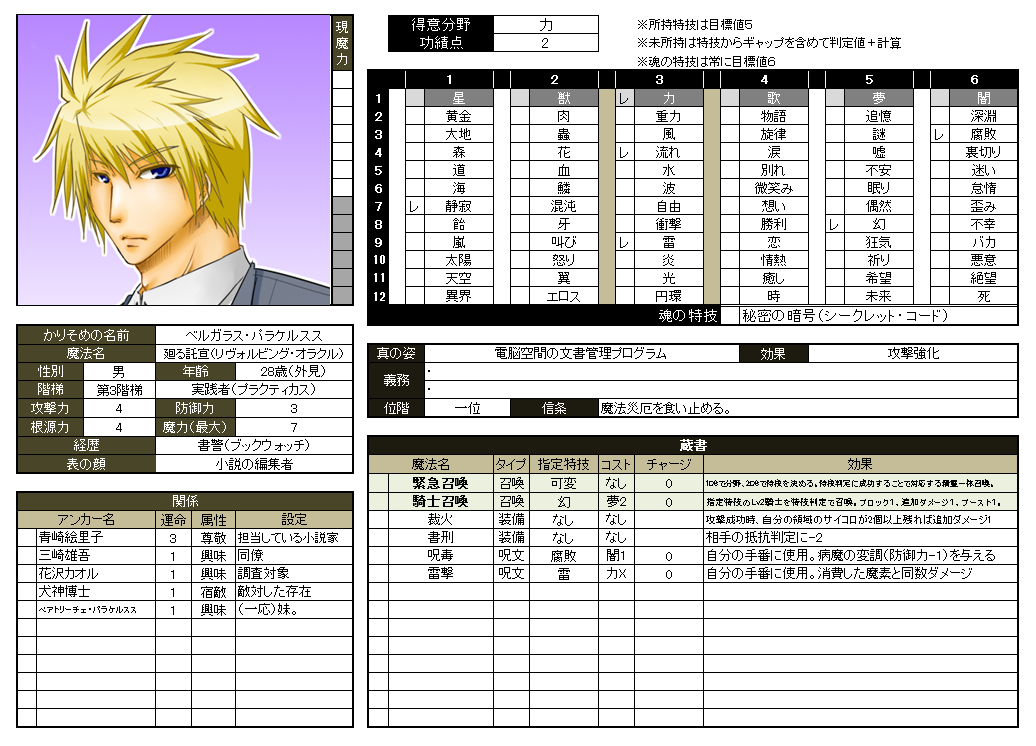 現魔力
得意分野 力
功績点 2
※所持特技は目標値5
※未所持は特技からギャップを含めて判定値＋計算
※魂の特技は常に目標値6
1 2 3 4 5 6
1 星 獣 レ 力 歌 夢 闇
2 黄金 肉 重力 物語 追憶 深淵
3 大地 蟲 風 旋律 謎 レ 腐敗
4 森 花 レ 流れ 涙 嘘 裏切り
5 道 血 水 別れ 不安 迷い
6 海 鱗 波 微笑み 眠り 怠惰
7 レ 静寂 混沌 自由 想い 偶然 歪み
8 飴 牙 衝撃 勝利 レ 幻 不幸
9 嵐 叫び レ 雷 恋 狂気 バカ
10 太陽 怒り 炎 情熱 祈り 悪意
11 天空 翼 光 癒し 希望 絶望
12 異界 エロス 円環 時 未来 死
魂の特技 秘密の暗号（シークレット・コード）
かりそめの名前 ベルガラス・パラケルスス
魔法名 廻る託宣（リヴォルビング・オラクル）
性別 男 年齢 28歳（外見）
階梯 第3階梯 実践者（プラクティカス）
攻撃力 4 防御力 3
根源力 4 魔力（最大） 7
経歴 書警（ブックウォッチ）
表の顔 小説の編集者
真の姿 電脳空間の文書管理プログラム 効果 攻撃強化
義務 ・
・
位階 一位 信条 魔法災厄を食い止める。
関係
アンカー名 運命 属性 設定
青崎絵里子 3 尊敬 担当している小説家
三崎雄吾 1 興味 同僚
花沢カオル 1 興味 調査対象
犬神博士 1 宿敵 敵対した存在
ベアトリーチェ・パラケルスス 1 興味 （一応）妹。
蔵書
魔法名 タイプ 指定特技 コスト チャージ 効果
緊急召喚 召喚 可変 なし 0 1D6で分野、2D6で特技を決める。特技判定に成功することで対応する精霊一体召喚。
騎士召喚 召喚 幻 夢2 0 指定特技のLv2騎士を特技判定で召喚。ブロック1、追加ダメージ1、ブースト1。
裁火 装備 なし なし 攻撃成功時、自分の領域のサイコロが2個以上残れば追加ダメージ1
書刑 装備 なし なし 相手の抵抗判定に-2
呪毒 呪文 腐敗 闇1 0 自分の手番に使用。病魔の変調（防御力-1）を与える
雷撃 呪文 雷 力X 0 自分の手番に使用。消費した魔素と同数ダメージ